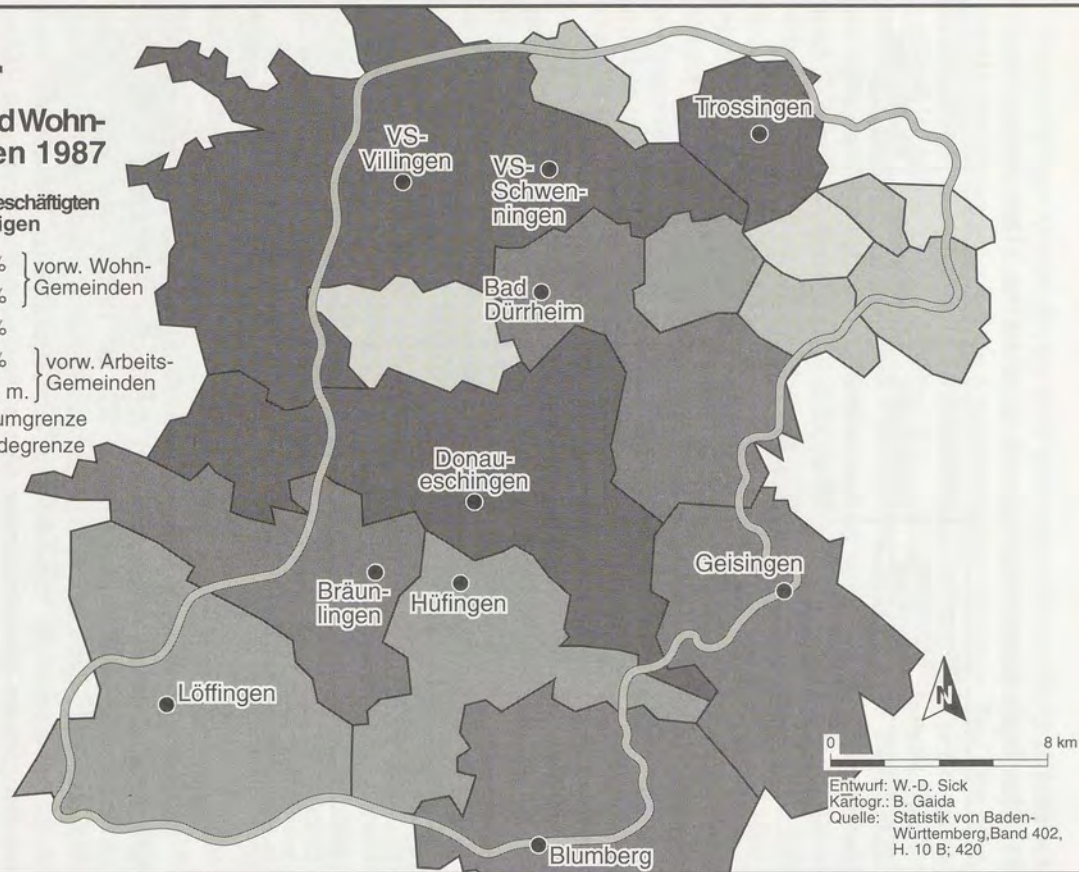 d Wohn-
en 1987
eschäftigten
igen
%
%
vorw. Wohn-
Gemeinden
%
%
m.
vorw. Arbeits-
Gemeinden
umgrenze
degrenze
Trossingen
VS-
Villingen
VS-
Schwen-
ningen
Bad
Dürrheim
Donau-
eschingen
Geisingen
Bräun-
lingen
Hüfingen
Löffingen
Blumberg
N
0 8 km
Entwurf: W.-D. Sick
Kartogr.: B. Gaida
Quelle: Statistik von Baden-
Württemberg,Band 402,
H. 10 B; 420